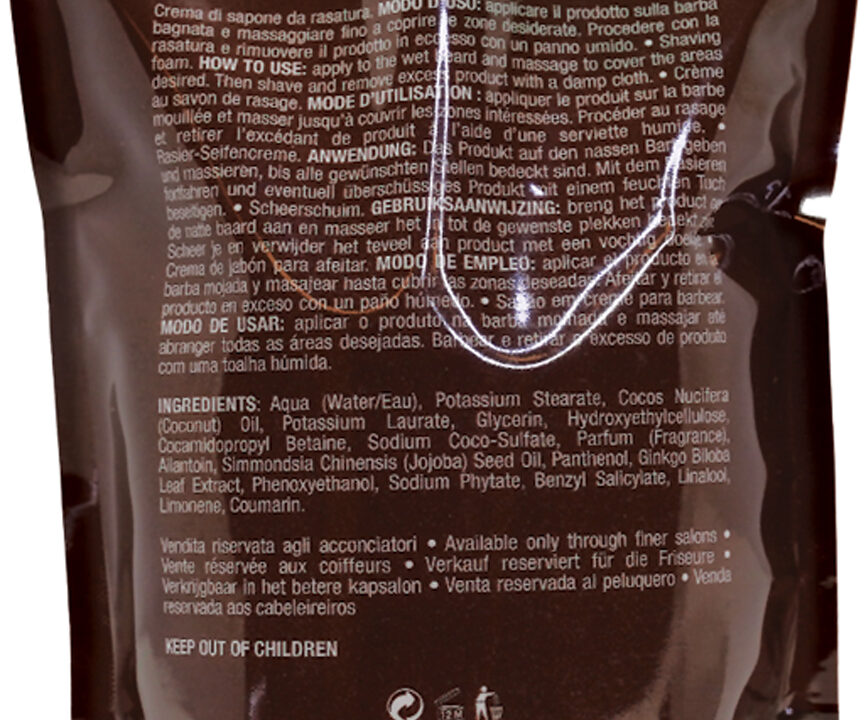 Crema di sapone da rasatura. MODO D'USO: applicare il prodotto sulla barba
bagnata e massaggiare fino a coprire le zone desiderate. Procedere con la
rasatura e rimuovere il prodotto in eccesso con un panno umido. • Shaving
foam. HOW TO USE: apply to the wet beard and massage to cover the areas
desired. Then shave and remove excess product with a damp cloth. • Crème
au savon de rasage. MODE D'UTILISATION : appliquer le produit sur la barbe
mouillée et masser jusqu'à couvrir les zones intéressées. Procéder au rasage
et retirer l'excédant de produit à l'aide d'une serviette humide. •
Rasier-Seifencreme. ANWENDUNG: Das Produkt auf den nassen Bart geben
und massieren, bis alle gewünschten Stellen bedeckt sind. Mit dem Rasieren
fortfahren und eventuell überschüssiges Produkt mit einem feuchten Tuch
beseitigen. • Scheerschuim. GEBRUIKSAANWIJZING: breng het product op
de natte baard aan en masseer het in tot de gewenste plekken bedekt zijn.
Scheer je en verwijder het teveel aan product met een vochtig doekje •
Crema de jabón para afeitar. MODO DE EMPLEO: aplicar el producto en la
barba mojada y masajear hasta cubrir las zonas deseadas. Afeitar y retirar el
producto en exceso con un paño húmedo. • Sabão em creme para barbear.
MODO DE USAR: aplicar o produto na barba molhada e massajar até
abranger todas as áreas desejadas. Barbear e retirar o excesso de produto
com uma toalha húmida.
INGREDIENTS: Aqua (Water/Eau), Potassium Stearate, Cocos Nucifera
(Coconut) Oil, Potassium Laurate, Glycerin, Hydroxyethylcellulose,
Cocamidopropyl Betaine, Sodium Coco-Sulfate, Parfum (Fragrance),
Allantoin, Simmondsia Chinensis (Jojoba) Seed Oil, Panthenol, Ginkgo Biloba
Leaf Extract, Phenoxyethanol, Sodium Phytate, Benzyl Salicylate, Linalool,
Limonene, Coumarin.
Vendita riservata agli acconciatori • Available only through finer salons •
Vente réservée aux coiffeurs • Verkauf reserviert für die Friseure •
Verkrijgbaar in het betere kapsalon • Venta reservada al peluquero • Venda
reservada aos cabeleireiros
KEEP OUT OF CHILDREN
12 M